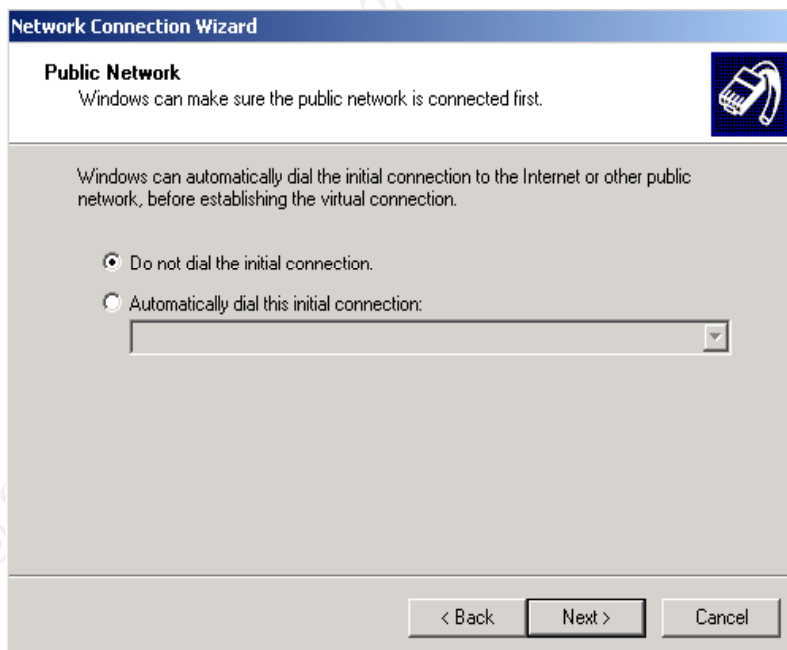 Network Connection Wizard
Public Network
Windows can make sure the public network is connected first.
Windows can automatically dial the initial connection to the Internet or other public
network, before establishing the virtual connection.
Do not dial the initial connection.
Automatically dial this initial connection:
< Back
Next >
Cancel